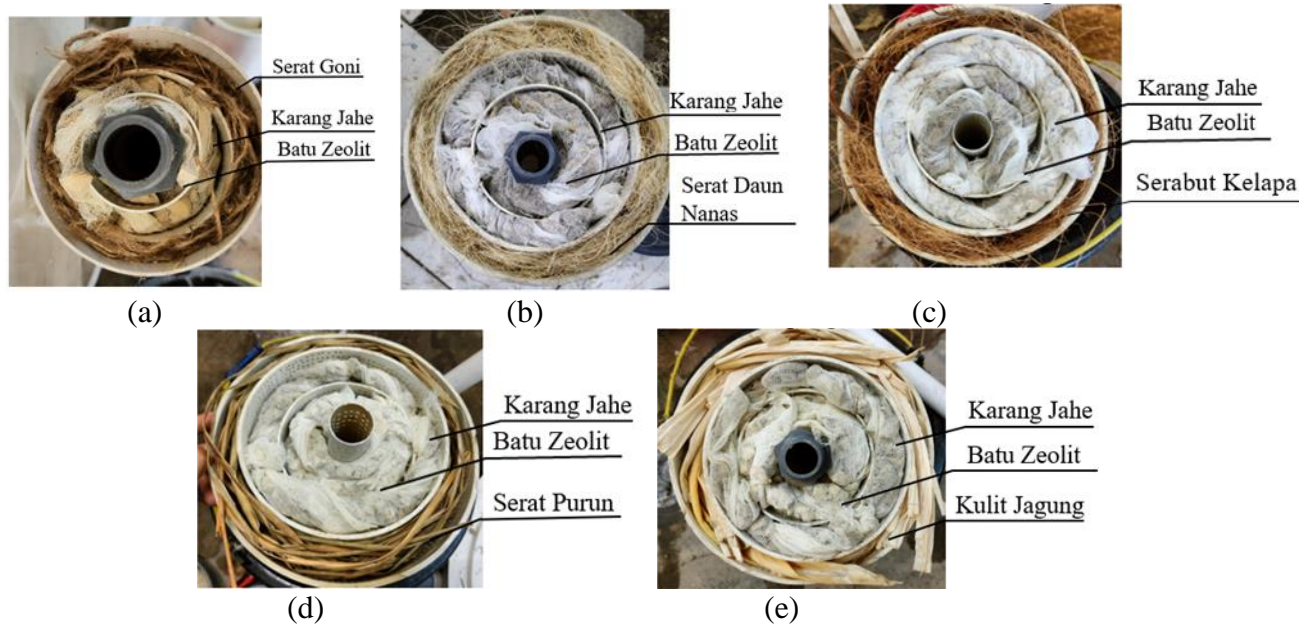 Serat Goni
Karang Jahe
Batu Zeolit
(a)
Karang Jahe
Batu Zeolit
Serat Daun
Nanas
(b)
Karang Jahe
Batu Zeolit
Serabut Kelapa
(c)
Karang Jahe
Batu Zeolit
Serat Purun
(d)
Karang Jahe
Batu Zeolit
Kulit Jagung
(e)